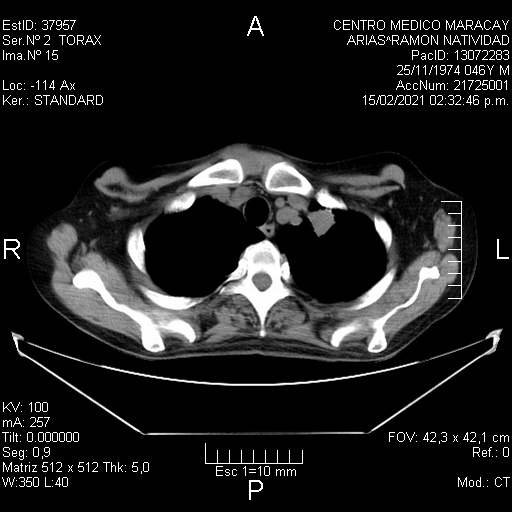 EstID: 37957
Ser.Nº 2 TORAX
Ima.Nº 15
Loc: -114 Ax
Ker.: STANDARD
A
CENTRO MEDICO MARACAY
ARIAS^RAMON NATIVIDAD
PacID: 13072283
25/11/1974 046Y M
AccNum: 21725001
15/02/2021 02:32:46 p.m.
R
L
KV: 100
mA: 257
Tilt: 0.000000
Seg: 0,9
Matriz 512 x 512 Thk: 5,0
W:350 L:40
Esc 1=10 mm
P
FOV: 42,3 x 42,1 cm
Ref.: 0
Mod.: CT